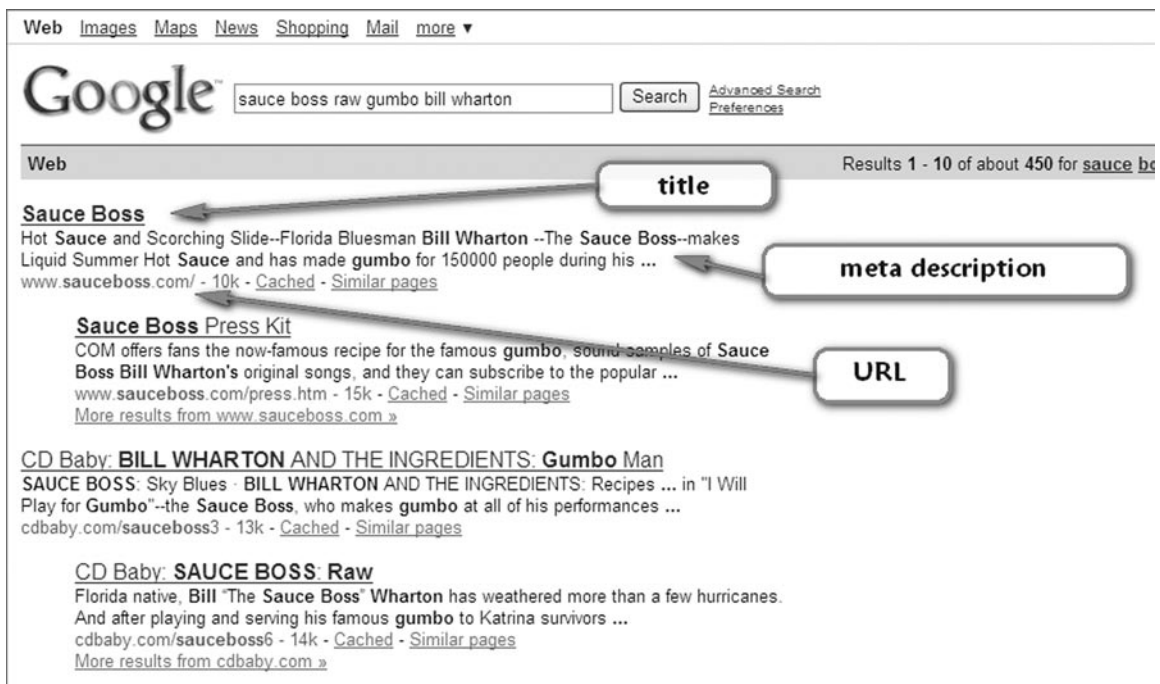 Web Images Maps News Shopping Mail more ▼
Google™ sauce boss raw gumbo bill wharton Search Advanced Search
Preferences
Web Results 1 - 10 of about 450 for sauce
title
Sauce Boss
Hot Sauce and Scorching Slide--Florida Bluesman Bill Wharton --The Sauce Boss--makes
Liquid Summer Hot Sauce and has made gumbo for 150000 people during his ...
meta description
www.sauceboss.com/ - 10k - Cached - Similar pages
Sauce Boss Press Kit
COM offers fans the now-famous recipe for the famous gumbo, sound samples of Sauce
Boss Bill Wharton's original songs, and they can subscribe to the popular ...
URL
www.sauceboss.com/press.htm - 15k - Cached - Similar pages
More results from www.sauceboss.com »
CD Baby: BILL WHARTON AND THE INGREDIENTS: Gumbo Man
SAUCE BOSS: Sky Blues · BILL WHARTON AND THE INGREDIENTS: Recipes ... in "I Will
Play for Gumbo"--the Sauce Boss, who makes gumbo at all of his performances ...
cdbaby.com/sauceboss3 - 13k - Cached - Similar pages
CD Baby: SAUCE BOSS: Raw
Florida native, Bill “The Sauce Boss” Wharton has weathered more than a few hurricanes.
And after playing and serving his famous gumbo to Katrina survivors ...
cdbaby.com/sauceboss6 - 14k - Cached - Similar pages
More results from cdbaby.com »